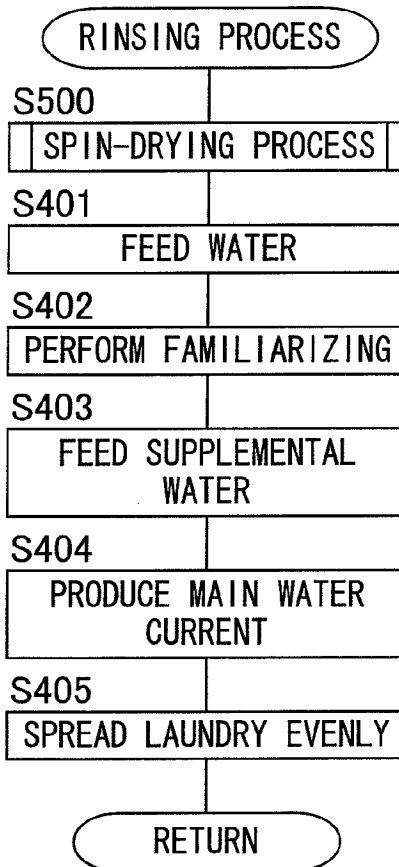 RINSING PROCESS
S500
SPIN-DRYING PROCESS
S401
FEED WATER
S402
PERFORM FAMILIARIZING
S403
FEED SUPPLEMENTAL
WATER
S404
PRODUCE MAIN WATER
CURRENT
S405
SPREAD LAUNDRY EVENLY
RETURN